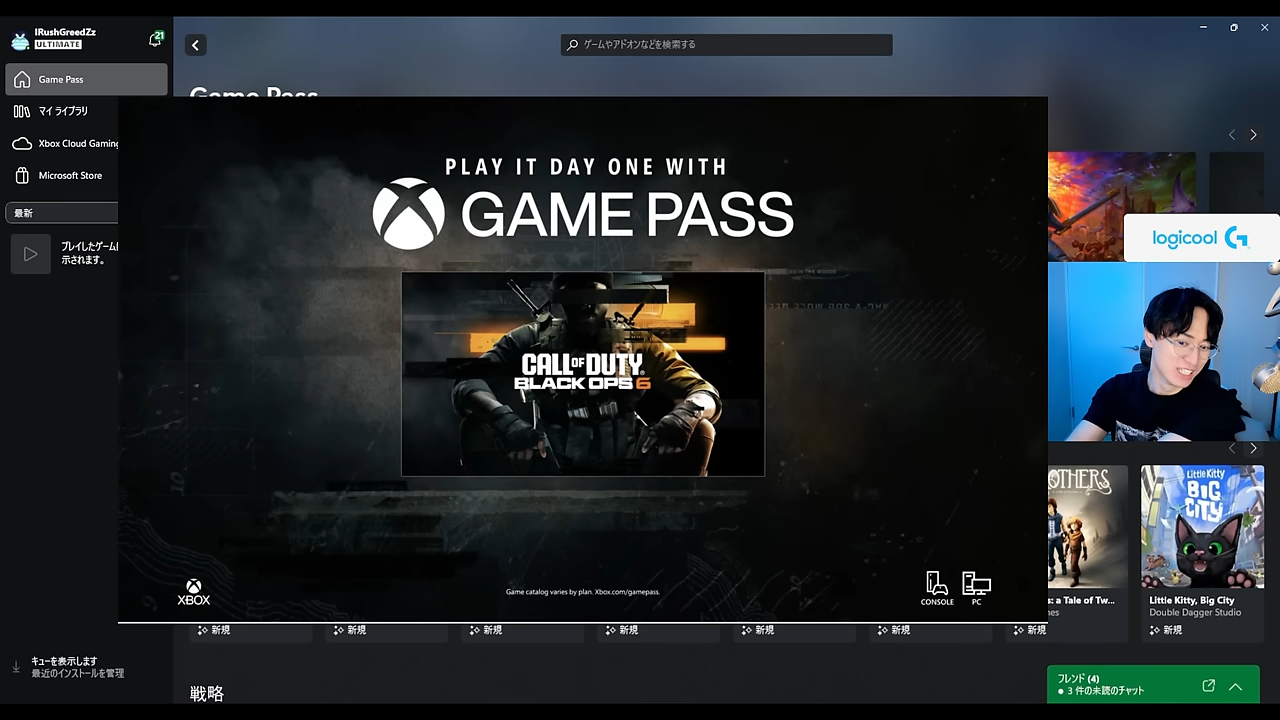 IRushGreedZz
ULTIMATE
21
ゲームやアドオンなどを検索する
Game Pass
Game Pass
マイ ライブラリ
Xbox Cloud Gaming
Microsoft Store
最新
プレイしたゲーム
示されます。
PLAY IT DAY ONE WITH
GAME PASS
CALL OF DUTY
BLACK OPS 6
logicool G
XBOX
Game catalog varies by plan. Xbox.com/gamepass.
CONSOLE
PC
OTHERS
Little Kitty
BIG
CITY
s: a Tale of Tw...
mes
Little Kitty, Big City
Double Dagger Studio
新規
新規
新規
新規
新規
新規
新規
新規
キューを表示します
最近のインストールを管理
戦略
フレンド (4)
3 件の未読のチャット